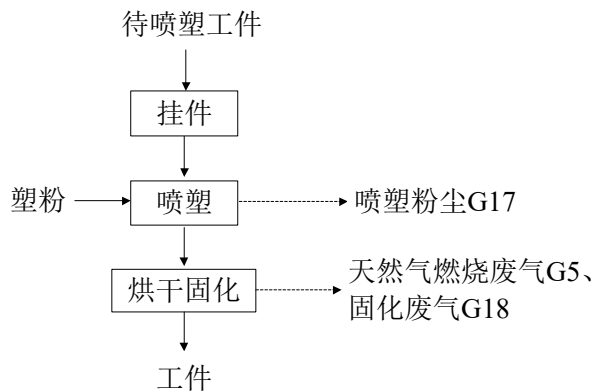 待喷塑工件
挂件
塑粉
喷塑
喷塑粉尘G17
烘干固化
天然气燃烧废气G5、
固化废气G18
工件